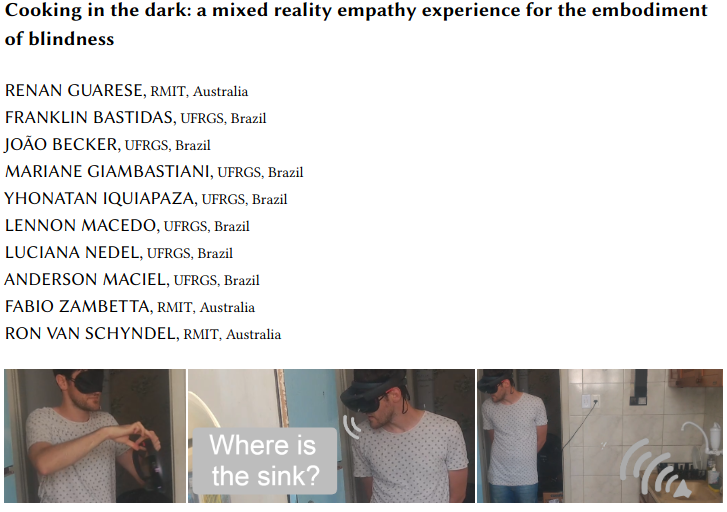 Cooking in the dark: a mixed reality empathy experience for the embodiment
of blindness
RENAN GUARESE, RMIT, Australia
FRANKLIN BASTIDAS, UFRGS, Brazil
JOÃO BECKER, UFRGS, Brazil
MARIANE GIAMBASTIANI, UFRGS, Brazil
YHONATAN IQUIAPAZA, UFRGS, Brazil
LENNON MACEDO, UFRGS, Brazil
LUCIANA NEDEL, UFRGS, Brazil
ANDERSON MACIEL, UFRGS, Brazil
FABIO ZAMBETTA, RMIT, Australia
RON VAN SCHYNDEL, RMIT, Australia
Where is
the sink?